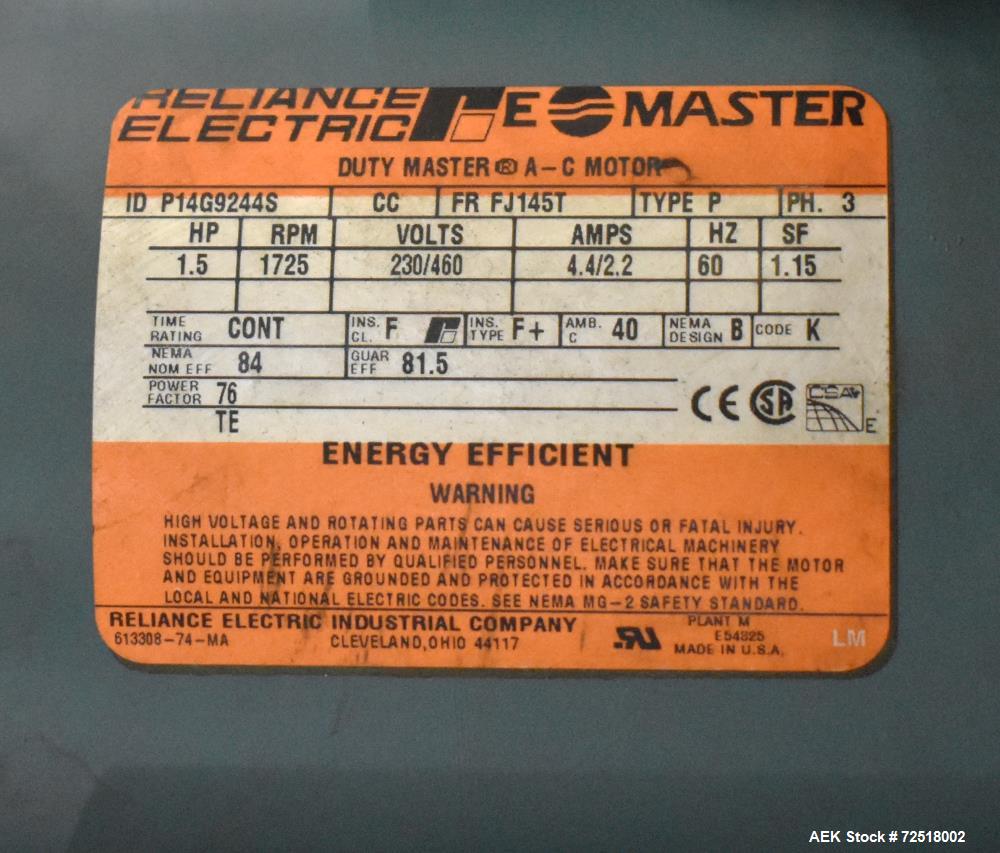 RELIANCE
ELECTRIC E MASTER
DUTY MASTER® A-C MOTOR
ID P14G9244S CC FR FJ145T TYPE P PH. 3
HP RPM VOLTS AMPS HZ SF
1.5 1725 230/460 4.4/2.2 60 1.15
TIME RATING CONT INS. CL. F INS. TYPE F+ AMB. C 40 NEMA DESIGN B CODE K
NEMA NOM EFF 84 GUAR EFF 81.5
POWER FACTOR 76
TE
CE SA CSA E
ENERGY EFFICIENT
WARNING
HIGH VOLTAGE AND ROTATING PARTS CAN CAUSE SERIOUS OR FATAL INJURY.
INSTALLATION, OPERATION AND MAINTENANCE OF ELECTRICAL MACHINERY
SHOULD BE PERFORMED BY QUALIFIED PERSONNEL. MAKE SURE THAT THE MOTOR
AND EQUIPMENT ARE GROUNDED AND PROTECTED IN ACCORDANCE WITH THE
LOCAL AND NATIONAL ELECTRIC CODES. SEE NEMA MG-2 SAFETY STANDARD.
RELIANCE ELECTRIC INDUSTRIAL COMPANY
613308-74-MA CLEVELAND, OHIO 44117
RU
PLANT M
E54825
MADE IN U.S.A.
LM
AEK Stock #72518002